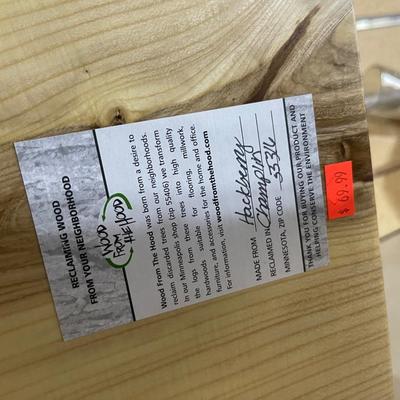 RECLAIMING WOOD
FROM YOUR NEIGHBORHOOD
WOOD
FROM
THE HOOD
Wood From The Hood was born from a desire to
reclaim discarded trees from our neighborhoods.
In our Minneapolis shop (zip 55406) we transform
the logs from these trees into high quality
hardwoods suitable for flooring, millwork,
furniture, and accessories for the home and office.
For information, visit woodfromthehood.com
MADE FROM Hackberry
RECLAIMED IN Champlin
MINNESOTA, ZIP CODE 55316
THANK YOU FOR BUYING OUR PRODUCT AND
HELPING CONSERVE THE ENVIRONMENT
$ 69.99